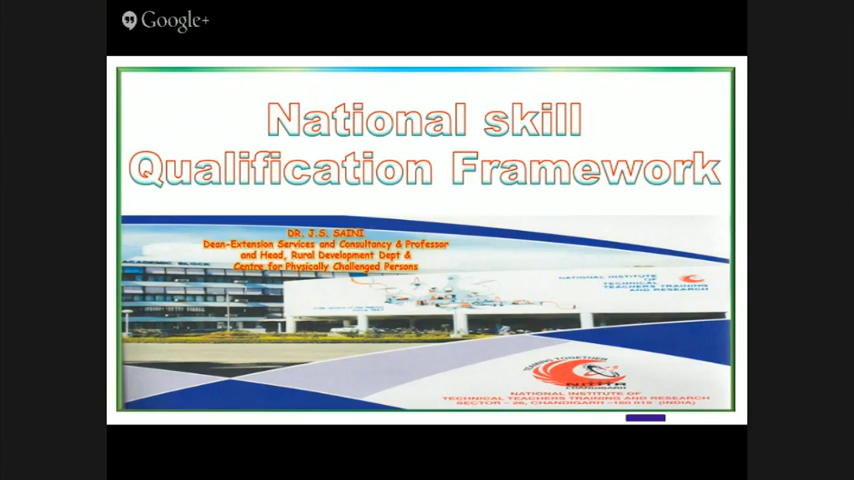 Google+
National skill
Qualification Framework
DR. J.S. SAINI
Dean-Extension Services and Consultancy & Professor
and Head, Rural Development Dept &
Centre for Physically Challenged Persons
ACADEMIC BLOCK
NATIONAL INSTITUTE
OF
TECHNICAL
TEACHERS TRAINING
AND RESEARCH
TOGETHER
NITTTR
CHANDIGARH
NATIONAL INSTITUTE OF
TECHNICAL TEACHERS TRAINING AND RESEARCH
SECTOR - 26, CHANDIGARH -160 019 (INDIA)